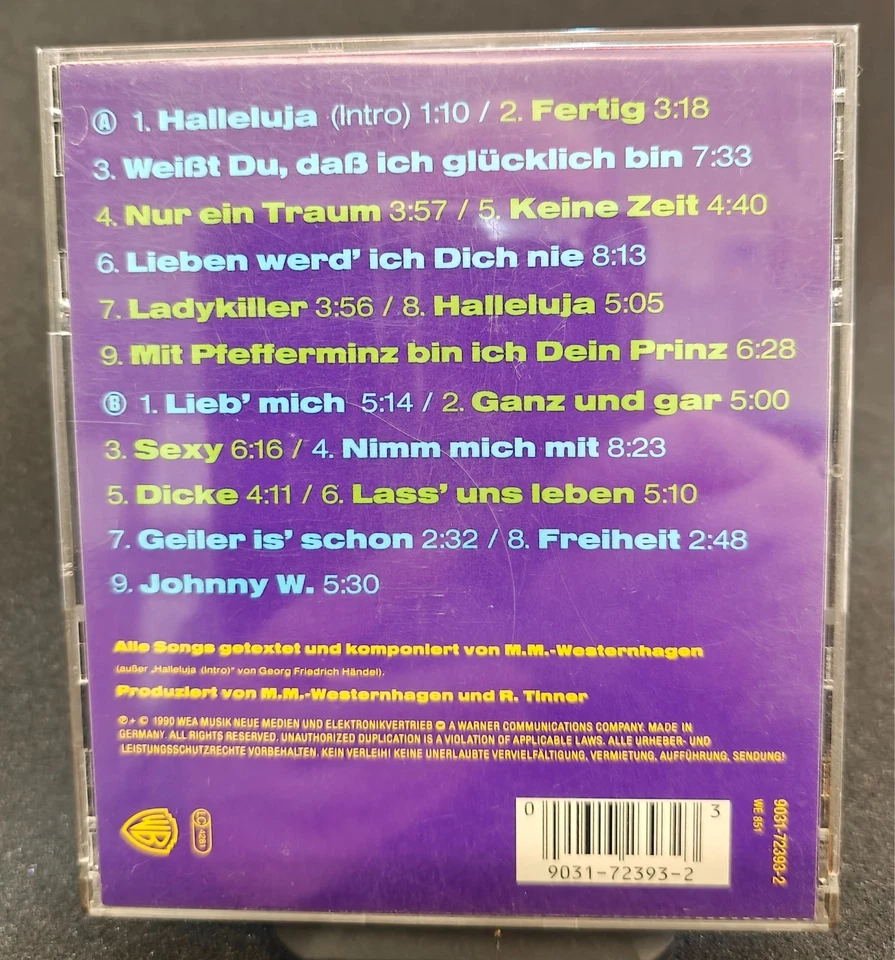 A 1. Halleluja (Intro) 1:10 / 2. Fertig 3:18
3. Weißt Du, daß ich glücklich bin 7:33
4. Nur ein Traum 3:57 / 5. Keine Zeit 4:40
6. Lieben werd' ich Dich nie 8:13
7. Ladykiller 3:56 / 8. Halleluja 5:05
9. Mit Pfefferminz bin ich Dein Prinz 6:28
B 1. Lieb' mich 5:14 / 2. Ganz und gar 5:00
3. Sexy 6:16 / 4. Nimm mich mit 8:23
5. Dicke 4:11 / 6. Lass' uns leben 5:10
7. Geiler is' schon 2:32 / 8. Freiheit 2:48
9. Johnny W. 5:30
Alle Songs getextet und komponiert von M.M.-Westernhagen
(außer „Halleluja (Intro)" von Georg Friedrich Händel).
Produziert von M.M.-Westernhagen und R. Tinner
℗ + © 1990 WEA MUSIK NEUE MEDIEN UND ELEKTRONIKVERTRIEB A WARNER COMMUNICATIONS COMPANY. MADE IN
GERMANY. ALL RIGHTS RESERVED. UNAUTHORIZED DUPLICATION IS A VIOLATION OF APPLICABLE LAWS. ALLE URHEBER- UND
LEISTUNGSSCHUTZRECHTE VORBEHALTEN. KEIN VERLEIH! KEINE UNERLAUBTE VERVIELFÄLTIGUNG, VERMIETUNG, AUFFÜHRUNG, SENDUNG!
WB
LC 4281
0 3
9031-72393-2
9031-72393-2
WE 851